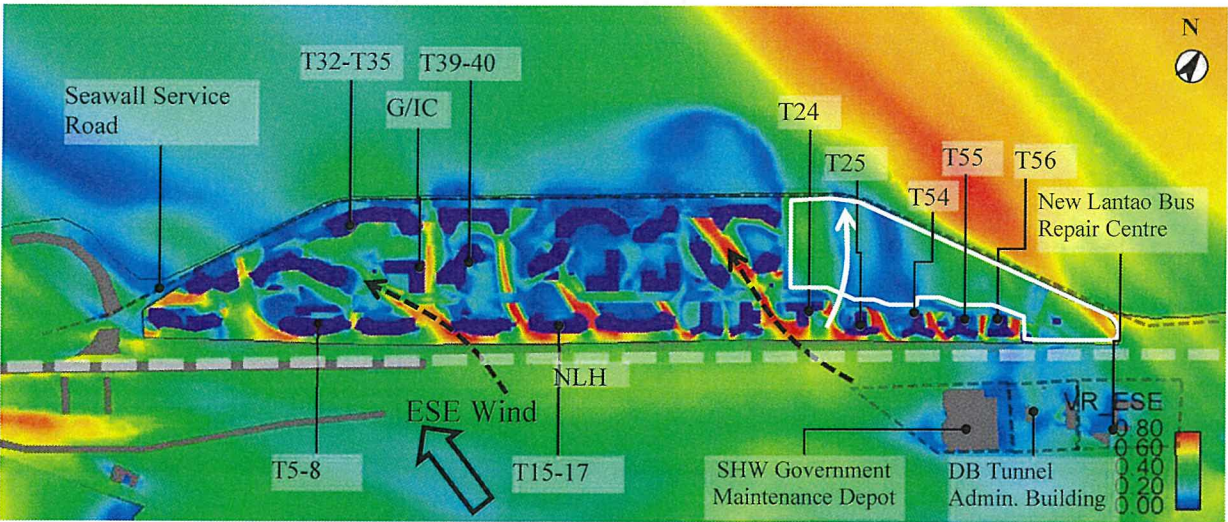 N
T32-T35
T39-40
Seawall Service
Road
G/IC
T24
T25
T54
T55
T56
New Lantao Bus
Repair Centre
NLH
ESE Wind
T5-8
T15-17
SHW Government
Maintenance Depot
DB Tunnel
Admin. Building
VR ESE
0.80
0.60
0.40
0.20
0.00